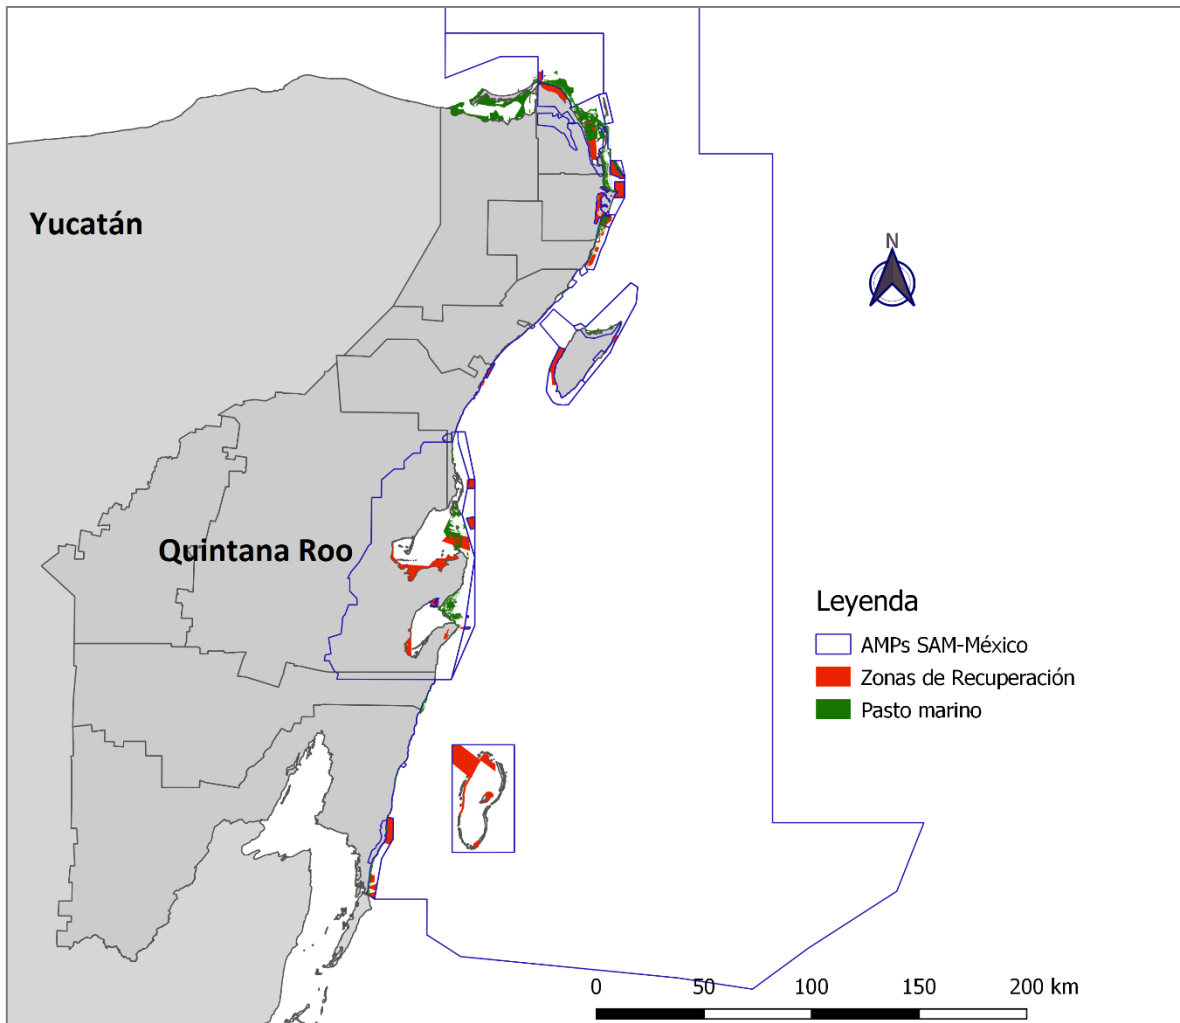 N
Yucatán
Quintana Roo
Leyenda
AMPs SAM-México
Zonas de Recuperación
Pasto marino
0 50 100 150 200 km